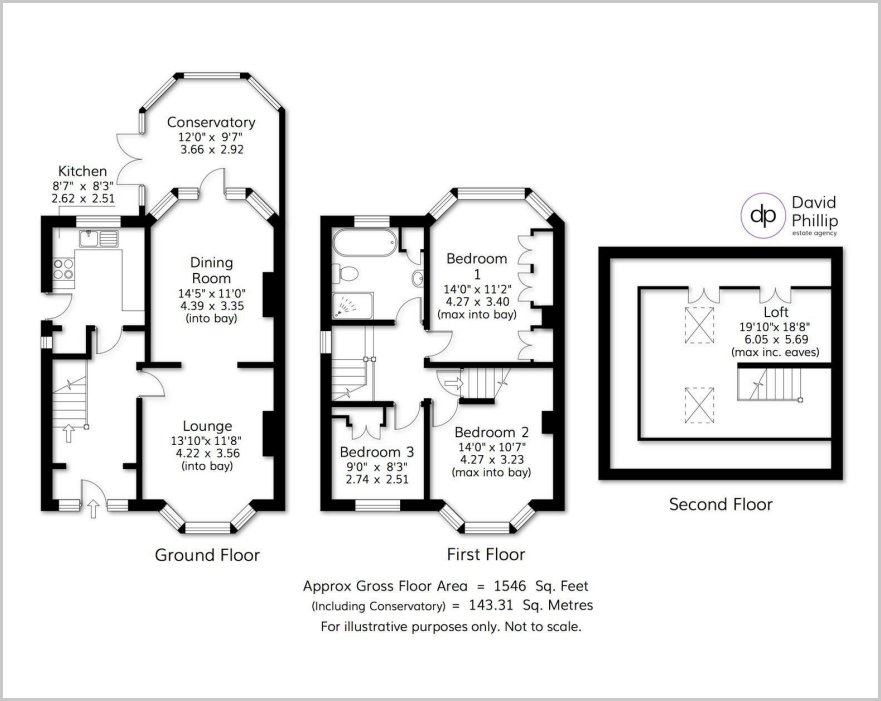 Conservatory
12'0" x 9'7"
3.66 x 2.92
Kitchen
8'7" x 8'3"
2.62 x 2.51
Dining
Room
14'5" x 11'0"
4.39 x 3.35
(into bay)
Lounge
13'10"x 11'8"
4.22 x 3.56
(into bay)
Ground Floor
Bedroom
1
14'0" x 11'2"
4.27 x 3.40
(max into bay)
Bedroom 2
14'0" x 10'7"
4.27 x 3.23
(max into bay)
Bedroom 3
9'0" x 8'3"
2.74 x 2.51
First Floor
dp
David
Phillip
estate agency
Loft
19'10"x 18'8"
6.05 x 5.69
(max inc. eaves)
Second Floor
Approx Gross Floor Area = 1546 Sq. Feet
(Including Conservatory) = 143.31 Sq. Metres
For illustrative purposes only. Not to scale.